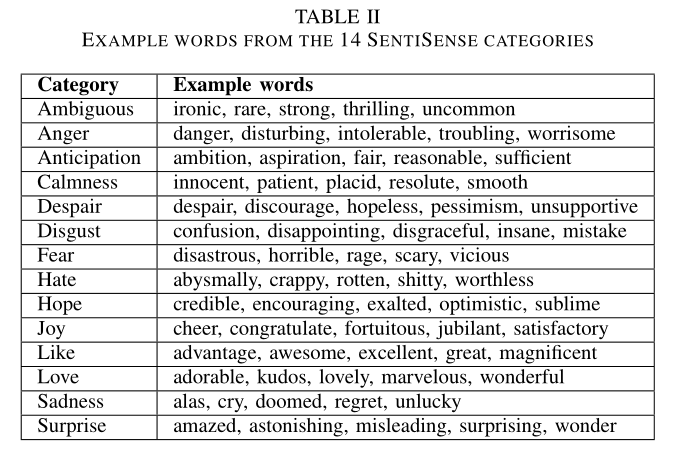 TABLE II
EXAMPLE WORDS FROM THE 14 SENTISENSE CATEGORIES
Category Example words
Ambiguous ironic, rare, strong, thrilling, uncommon
Anger danger, disturbing, intolerable, troubling, worrisome
Anticipation ambition, aspiration, fair, reasonable, sufficient
Calmness innocent, patient, placid, resolute, smooth
Despair despair, discourage, hopeless, pessimism, unsupportive
Disgust confusion, disappointing, disgraceful, insane, mistake
Fear disastrous, horrible, rage, scary, vicious
Hate abysmally, crappy, rotten, shitty, worthless
Hope credible, encouraging, exalted, optimistic, sublime
Joy cheer, congratulate, fortuitous, jubilant, satisfactory
Like advantage, awesome, excellent, great, magnificent
Love adorable, kudos, lovely, marvelous, wonderful
Sadness alas, cry, doomed, regret, unlucky
Surprise amazed, astonishing, misleading, surprising, wonder